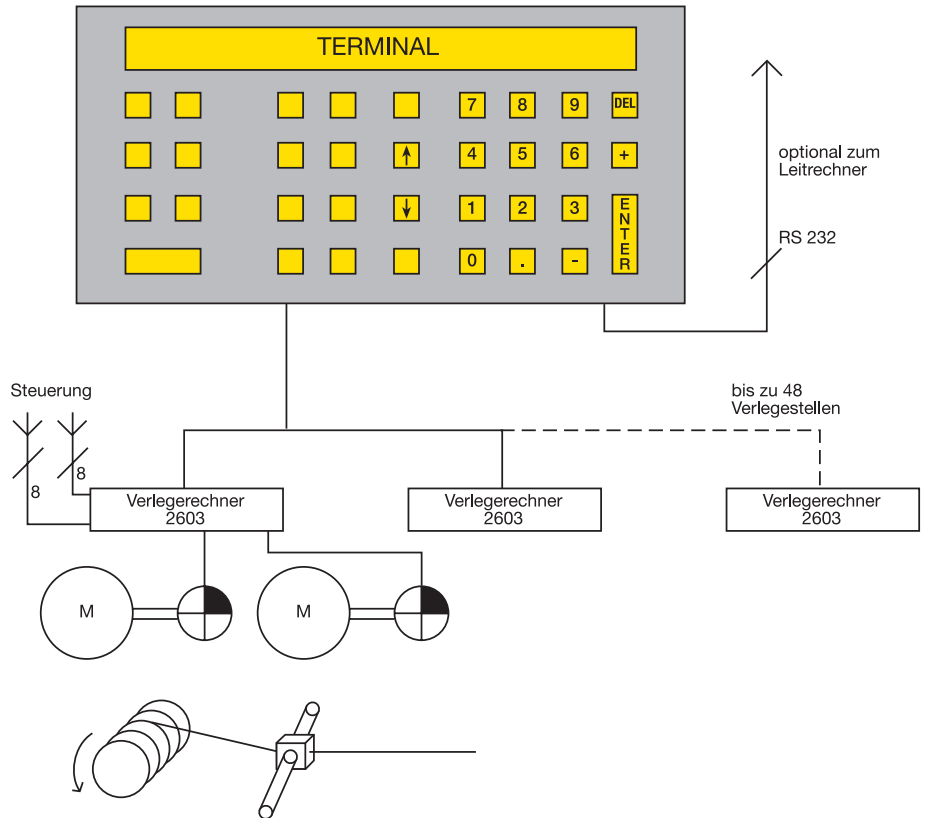 TERMINAL
7 8 9 DEL
4 5 6 +
1 2 3 ENTER
0 . -
optional zum
Leitrechner
RS 232
Steuerung
8
8
bis zu 48
Verlegestellen
Verlegerechner
2603
Verlegerechner
2603
Verlegerechner
2603
M
M